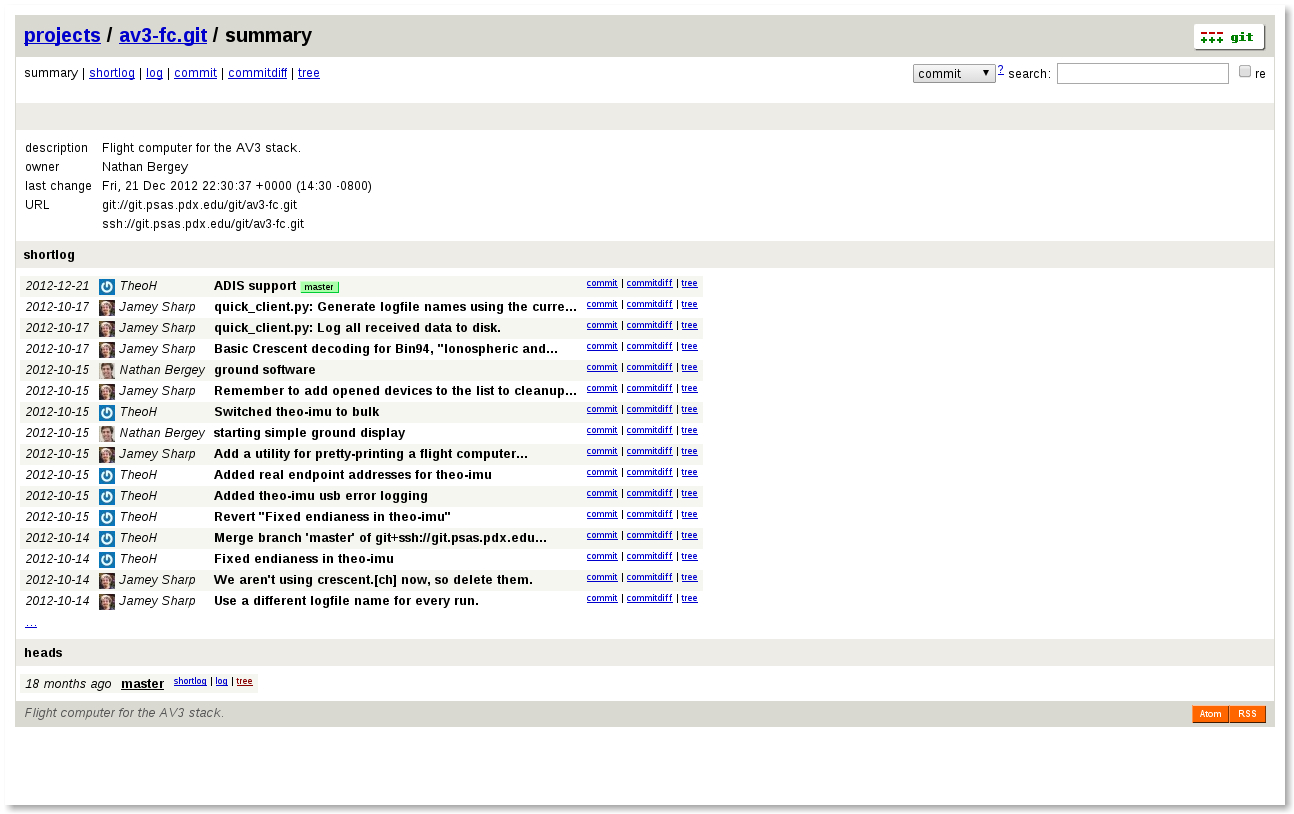 projects / av3-fc.git / summary
--- +++ git
summary | shortlog | log | commit | commitdiff | tree
commit ▼ ? search: re
description Flight computer for the AV3 stack.
owner Nathan Bergey
last change Fri, 21 Dec 2012 22:30:37 +0000 (14:30 -0800)
URL git://git.psas.pdx.edu/git/av3-fc.git
ssh://git.psas.pdx.edu/git/av3-fc.git
shortlog
2012-12-21 TheoH ADIS support master commit | commitdiff | tree
2012-10-17 Jamey Sharp quick_client.py: Generate logfile names using the curre... commit | commitdiff | tree
2012-10-17 Jamey Sharp quick_client.py: Log all received data to disk. commit | commitdiff | tree
2012-10-17 Jamey Sharp Basic Crescent decoding for Bin94, "Ionospheric and... commit | commitdiff | tree
2012-10-15 Nathan Bergey ground software commit | commitdiff | tree
2012-10-15 Jamey Sharp Remember to add opened devices to the list to cleanup... commit | commitdiff | tree
2012-10-15 TheoH Switched theo-imu to bulk commit | commitdiff | tree
2012-10-15 Nathan Bergey starting simple ground display commit | commitdiff | tree
2012-10-15 Jamey Sharp Add a utility for pretty-printing a flight computer... commit | commitdiff | tree
2012-10-15 TheoH Added real endpoint addresses for theo-imu commit | commitdiff | tree
2012-10-15 TheoH Added theo-imu usb error logging commit | commitdiff | tree
2012-10-15 TheoH Revert "Fixed endianess in theo-imu" commit | commitdiff | tree
2012-10-14 TheoH Merge branch 'master' of git+ssh://git.psas.pdx.edu... commit | commitdiff | tree
2012-10-14 TheoH Fixed endianess in theo-imu commit | commitdiff | tree
2012-10-14 Jamey Sharp We aren't using crescent.[ch] now, so delete them. commit | commitdiff | tree
2012-10-14 Jamey Sharp Use a different logfile name for every run. commit | commitdiff | tree
...
heads
18 months ago master shortlog | log | tree
Flight computer for the AV3 stack.
Atom RSS